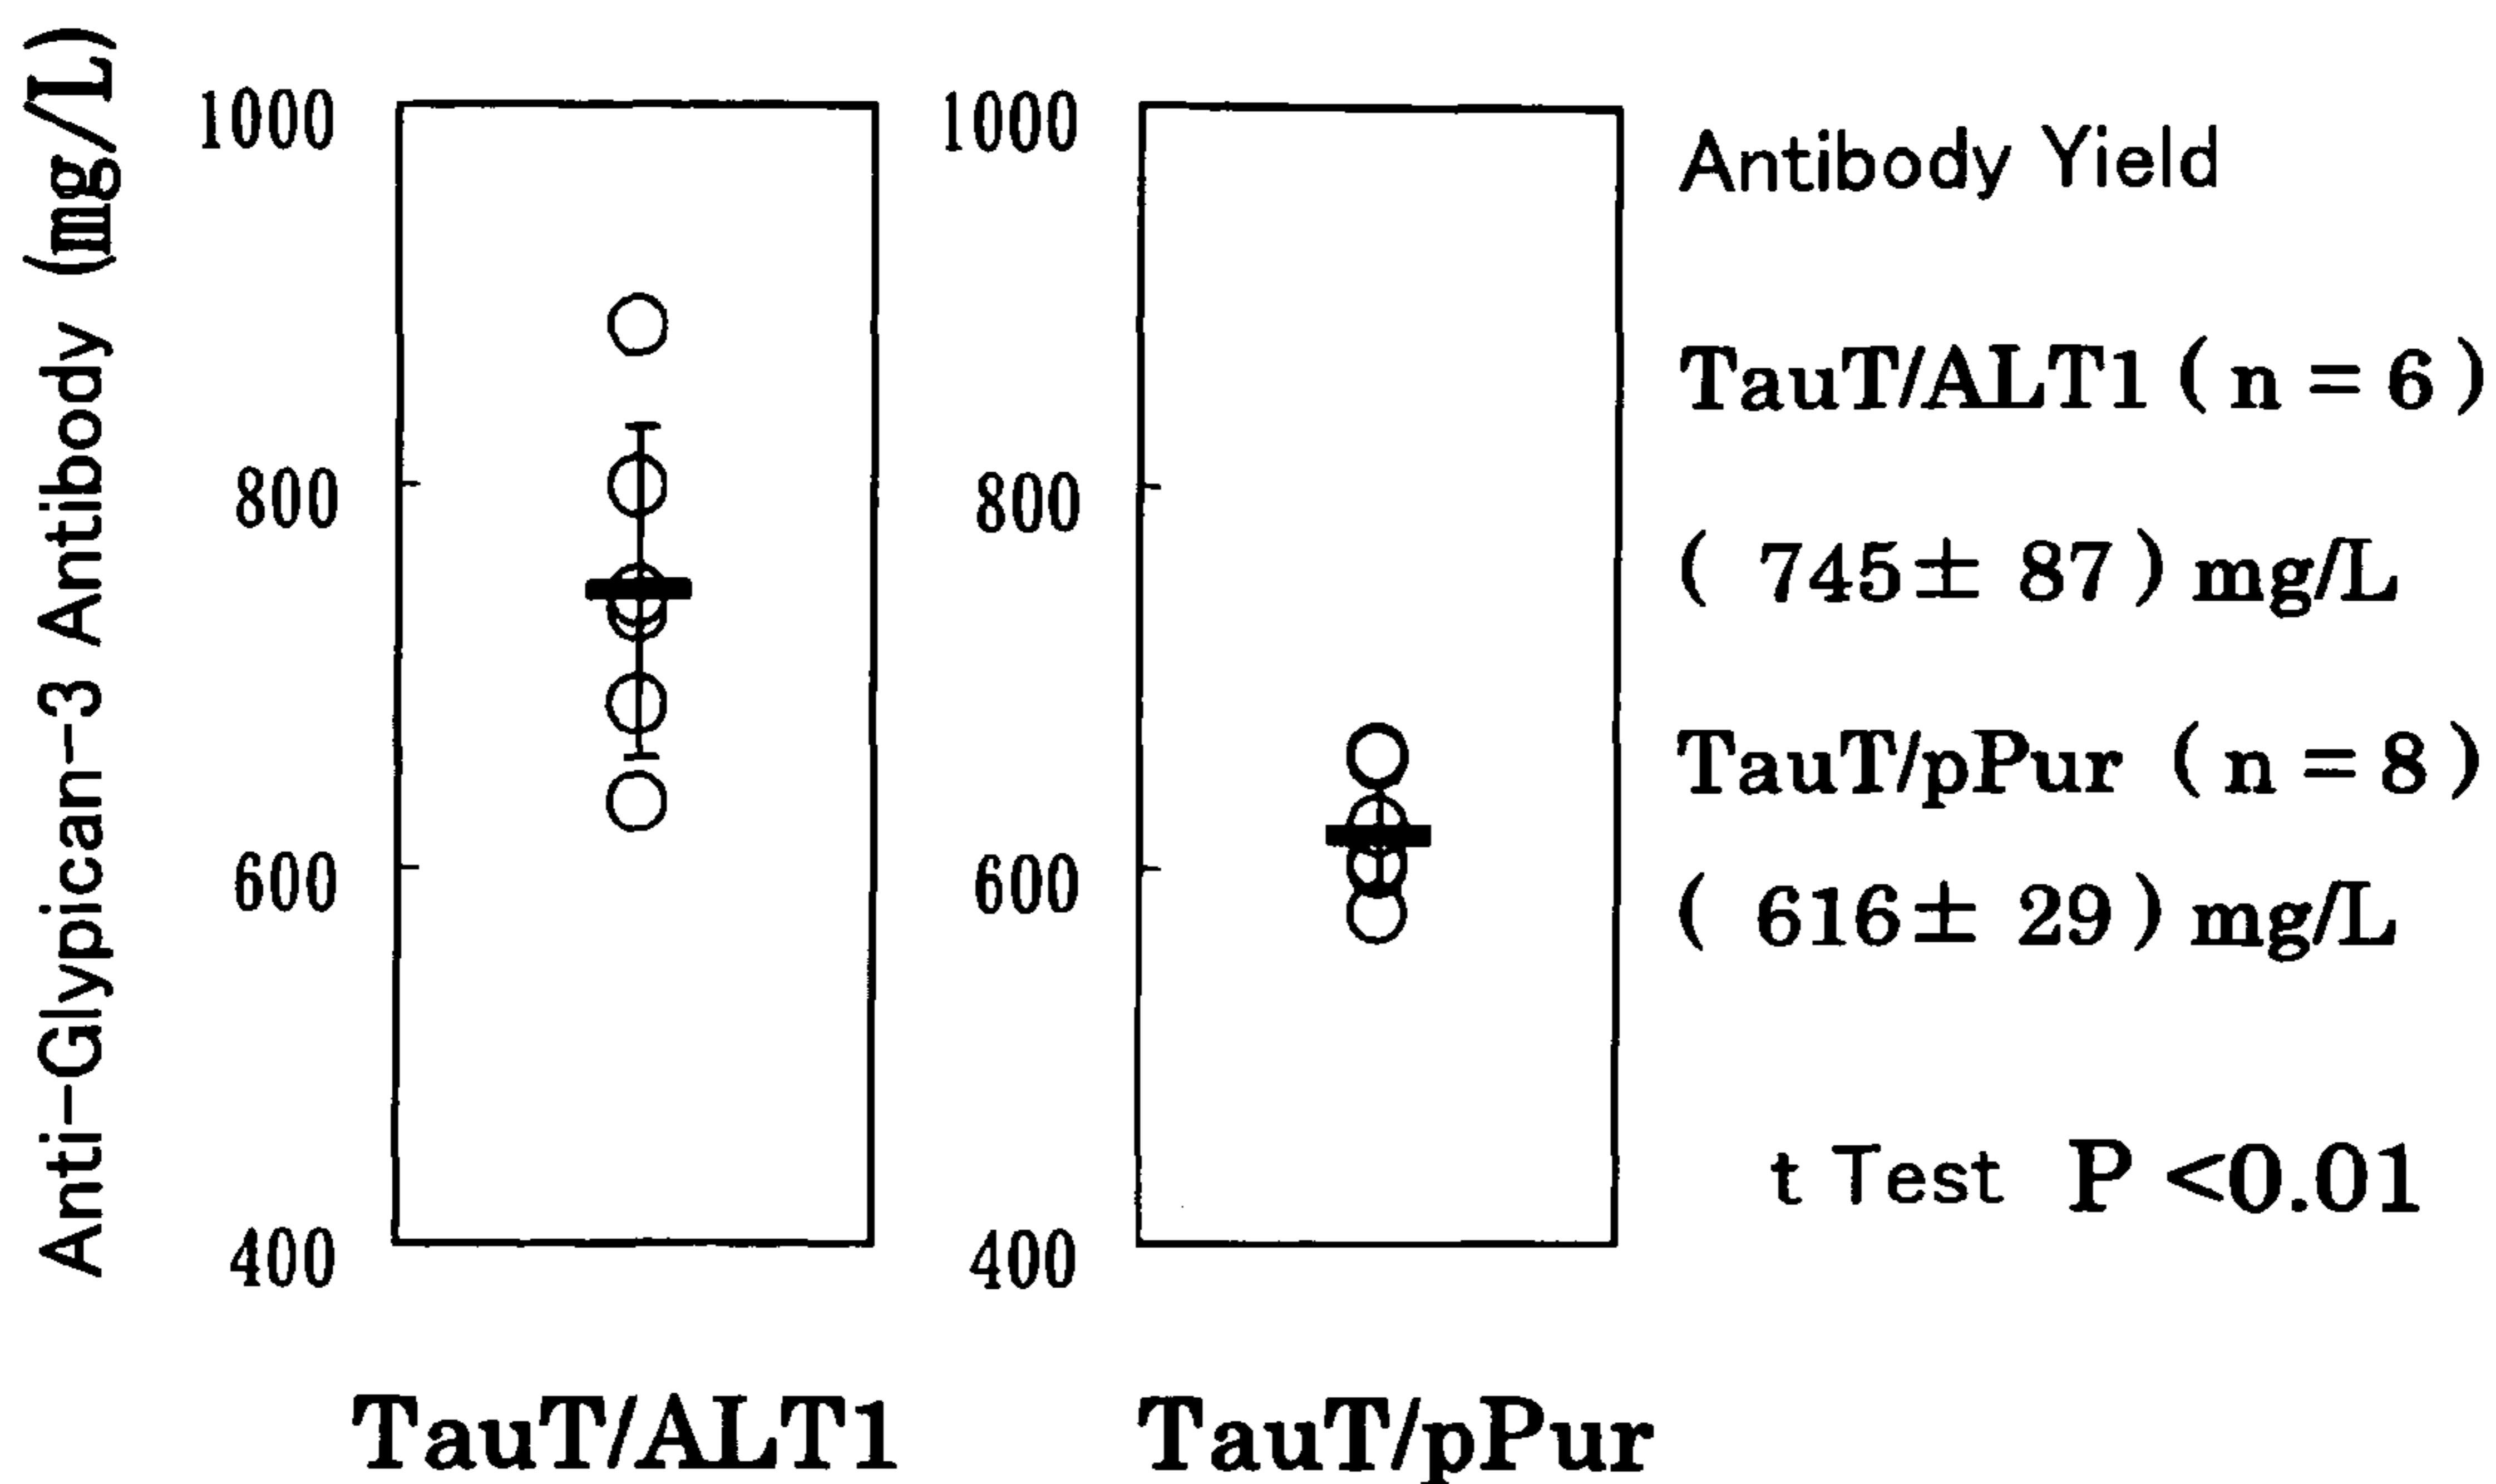 Anti-Glypican-3 Antibody (mg/L)
1000
800
600
400
TauT/ALT1
1000
800
600
400
TauT/pPur
Antibody Yield
TauT/ALT1 ( n = 6 )
( 745± 87 ) mg/L
TauT/pPur ( n = 8 )
( 616± 29 ) mg/L
t Test P <0.01